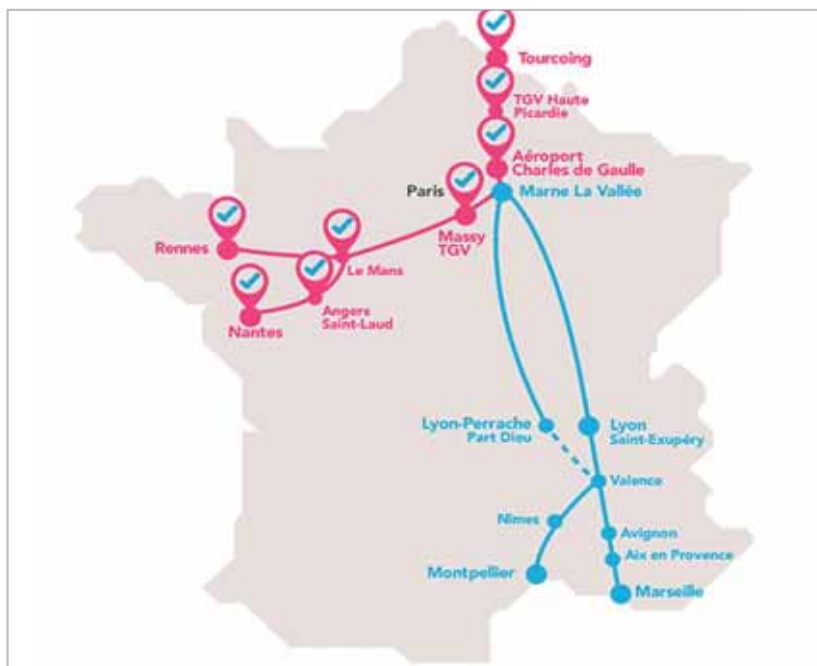 Tourcoing
TGV Haute
Picardie
Aéroport
Charles de Gaulle
Paris
Marne La Vallée
Massy
TGV
Rennes
Le Mans
Angers
Saint-Laud
Nantes
Lyon-Perrache
Part Dieu
Lyon
Saint-Exupéry
Valence
Nîmes
Avignon
Aix en Provence
Montpellier
Marseille